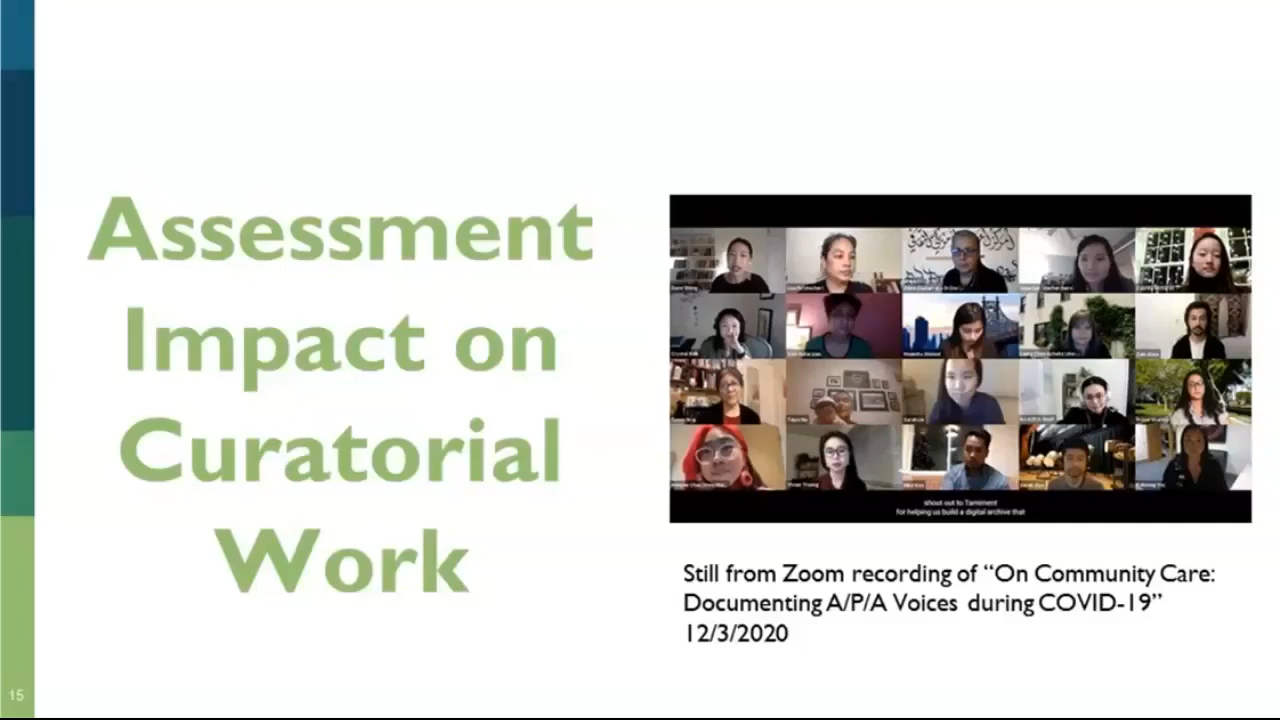 Assessment
Impact on
Curatorial
Work
shout out to Tamiment
for helping us build a digital archive that
Still from Zoom recording of “On Community Care:
Documenting A/P/A Voices during COVID-19”
12/3/2020
15